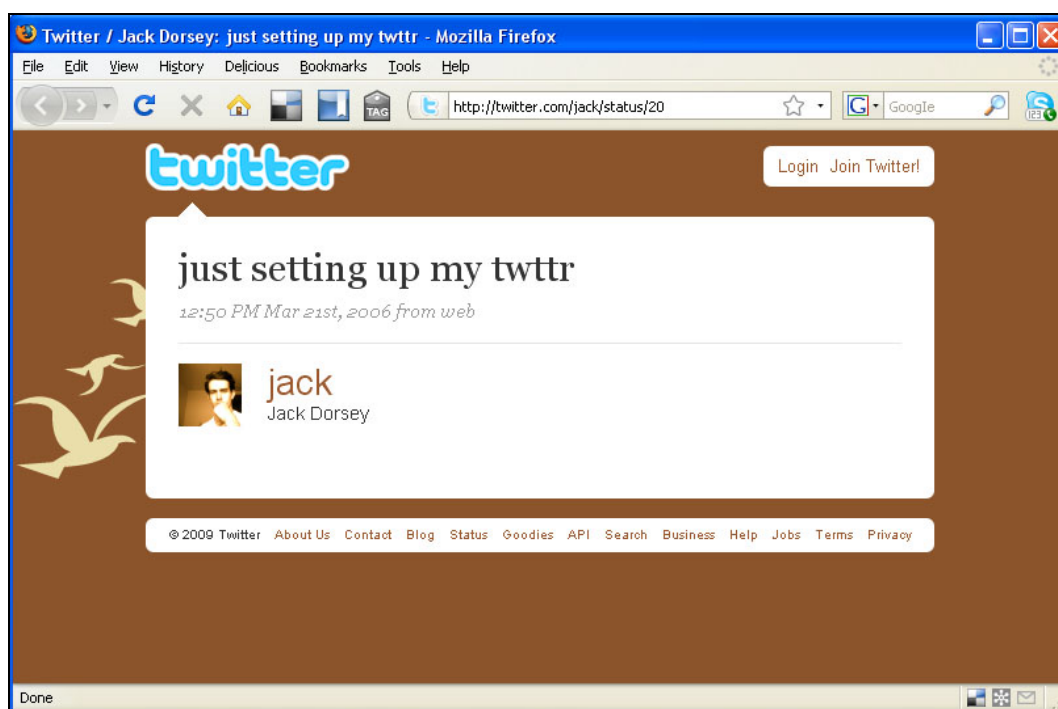 Twitter / Jack Dorsey: just setting up my twttr - Mozilla Firefox
File Edit View History Delicious Bookmarks Tools Help
TAG http://twitter.com/jack/status/20 G Google 123
twitter Login Join Twitter!
just setting up my twttr
12:50 PM Mar 21st, 2006 from web
jack
Jack Dorsey
© 2009 Twitter About Us Contact Blog Status Goodies API Search Business Help Jobs Terms Privacy
Done